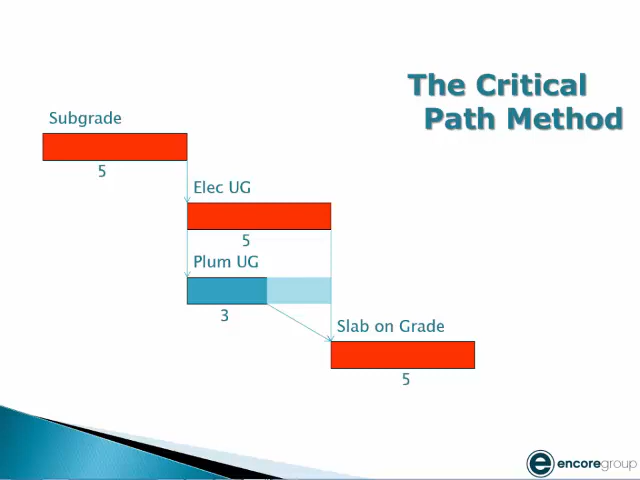 The Critical
Path Method
Subgrade
5
Elec UG
5
Plum UG
3
Slab on Grade
5
e encoregroup